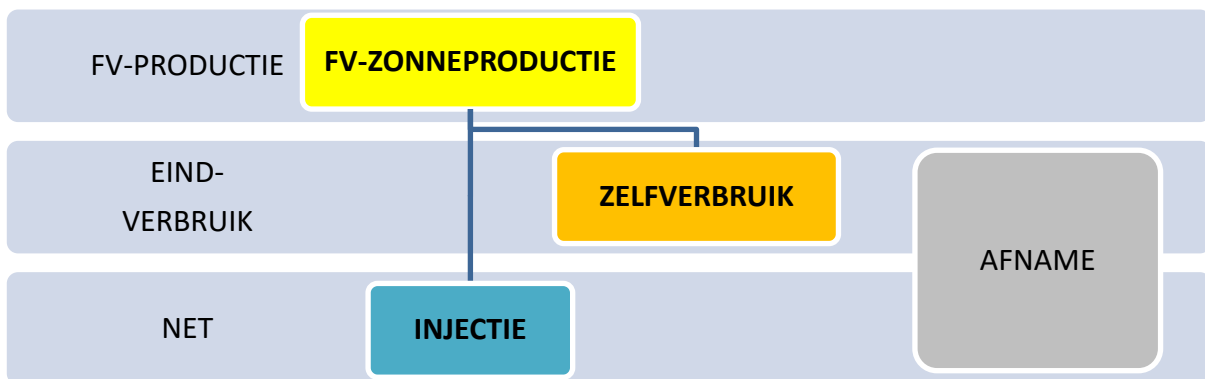 FV-PRODUCTIE
FV-ZONNEPRODUCTIE
EIND-
VERBRUIK
ZELFVERBRUIK
AFNAME
NET
INJECTIE